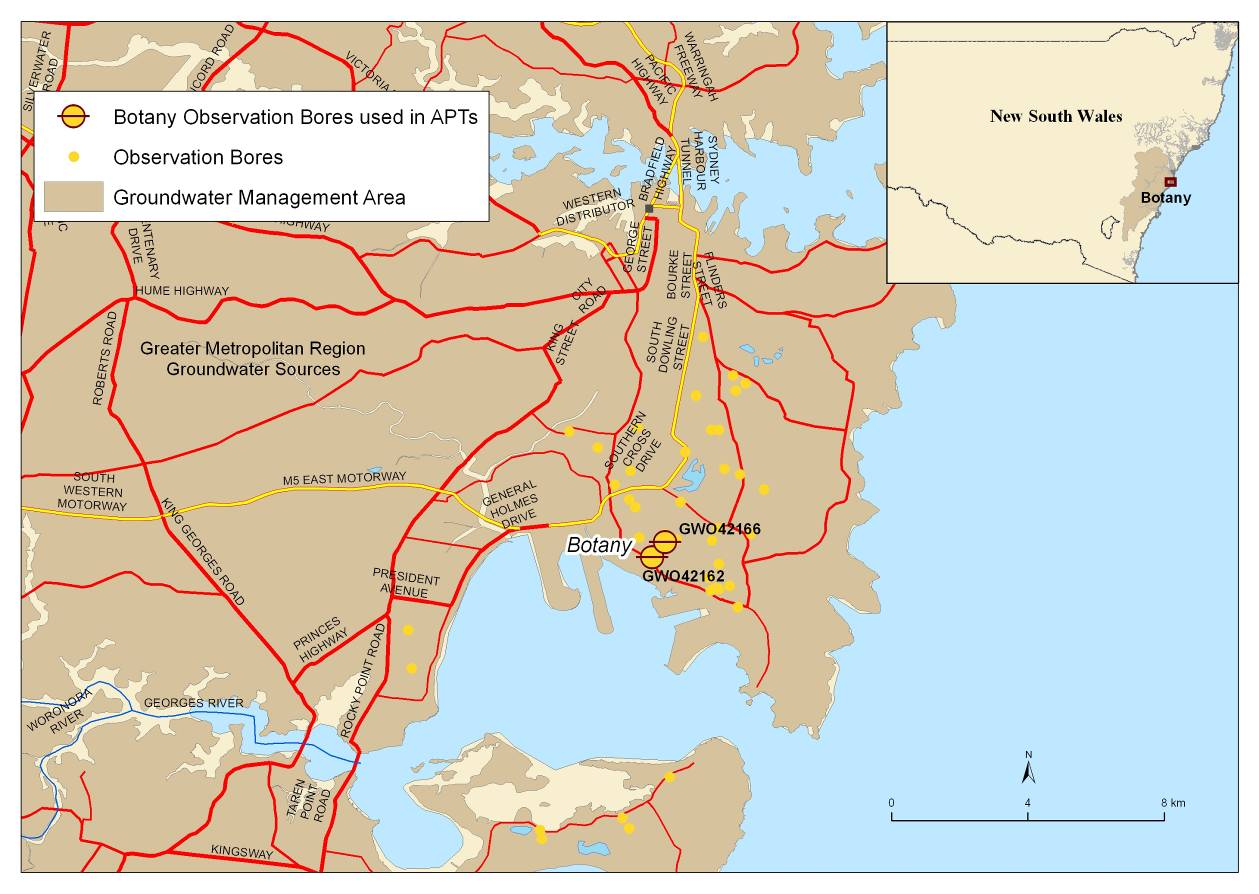 SILVERWATER
ROAD
ICORD ROAD
VICTORIA
PACIFIC
HIGHWAY
WARRINGAH
FREEWAY
New South Wales
Botany
Botany Observation Bores used in APTs
Observation Bores
Groundwater Management Area
BRADFIELD
HIGHWAY
SYDNEY
HARBOUR
TUNNEL
WESTERN
DISTRIBUTOR
IC
ENTENARY
DRIVE
HIGHWAY
GEORGE
STREET
BOURKE
STREET
FLINDERS
STREET
HUME HIGHWAY
CITY
ROAD
ROBERTS ROAD
KING
STREET
SOUTH
DOWLING
STREET
Greater Metropolitan Region
Groundwater Sources
SOUTHERN
CROSS
DRIVE
SOUTH
WESTERN
MOTORWAY
M5 EAST MOTORWAY
GENERAL
HOLMES
DRIVE
KING GEORGES ROAD
Botany
GWO42166
GWO42162
PRESIDENT
AVENUE
PRINCES
HIGHWAY
ROCKY POINT ROAD
WORONORA
RIVER
GEORGES RIVER
TAREN
POINT
ROAD
KINGSWAY
N
0 4 8 km